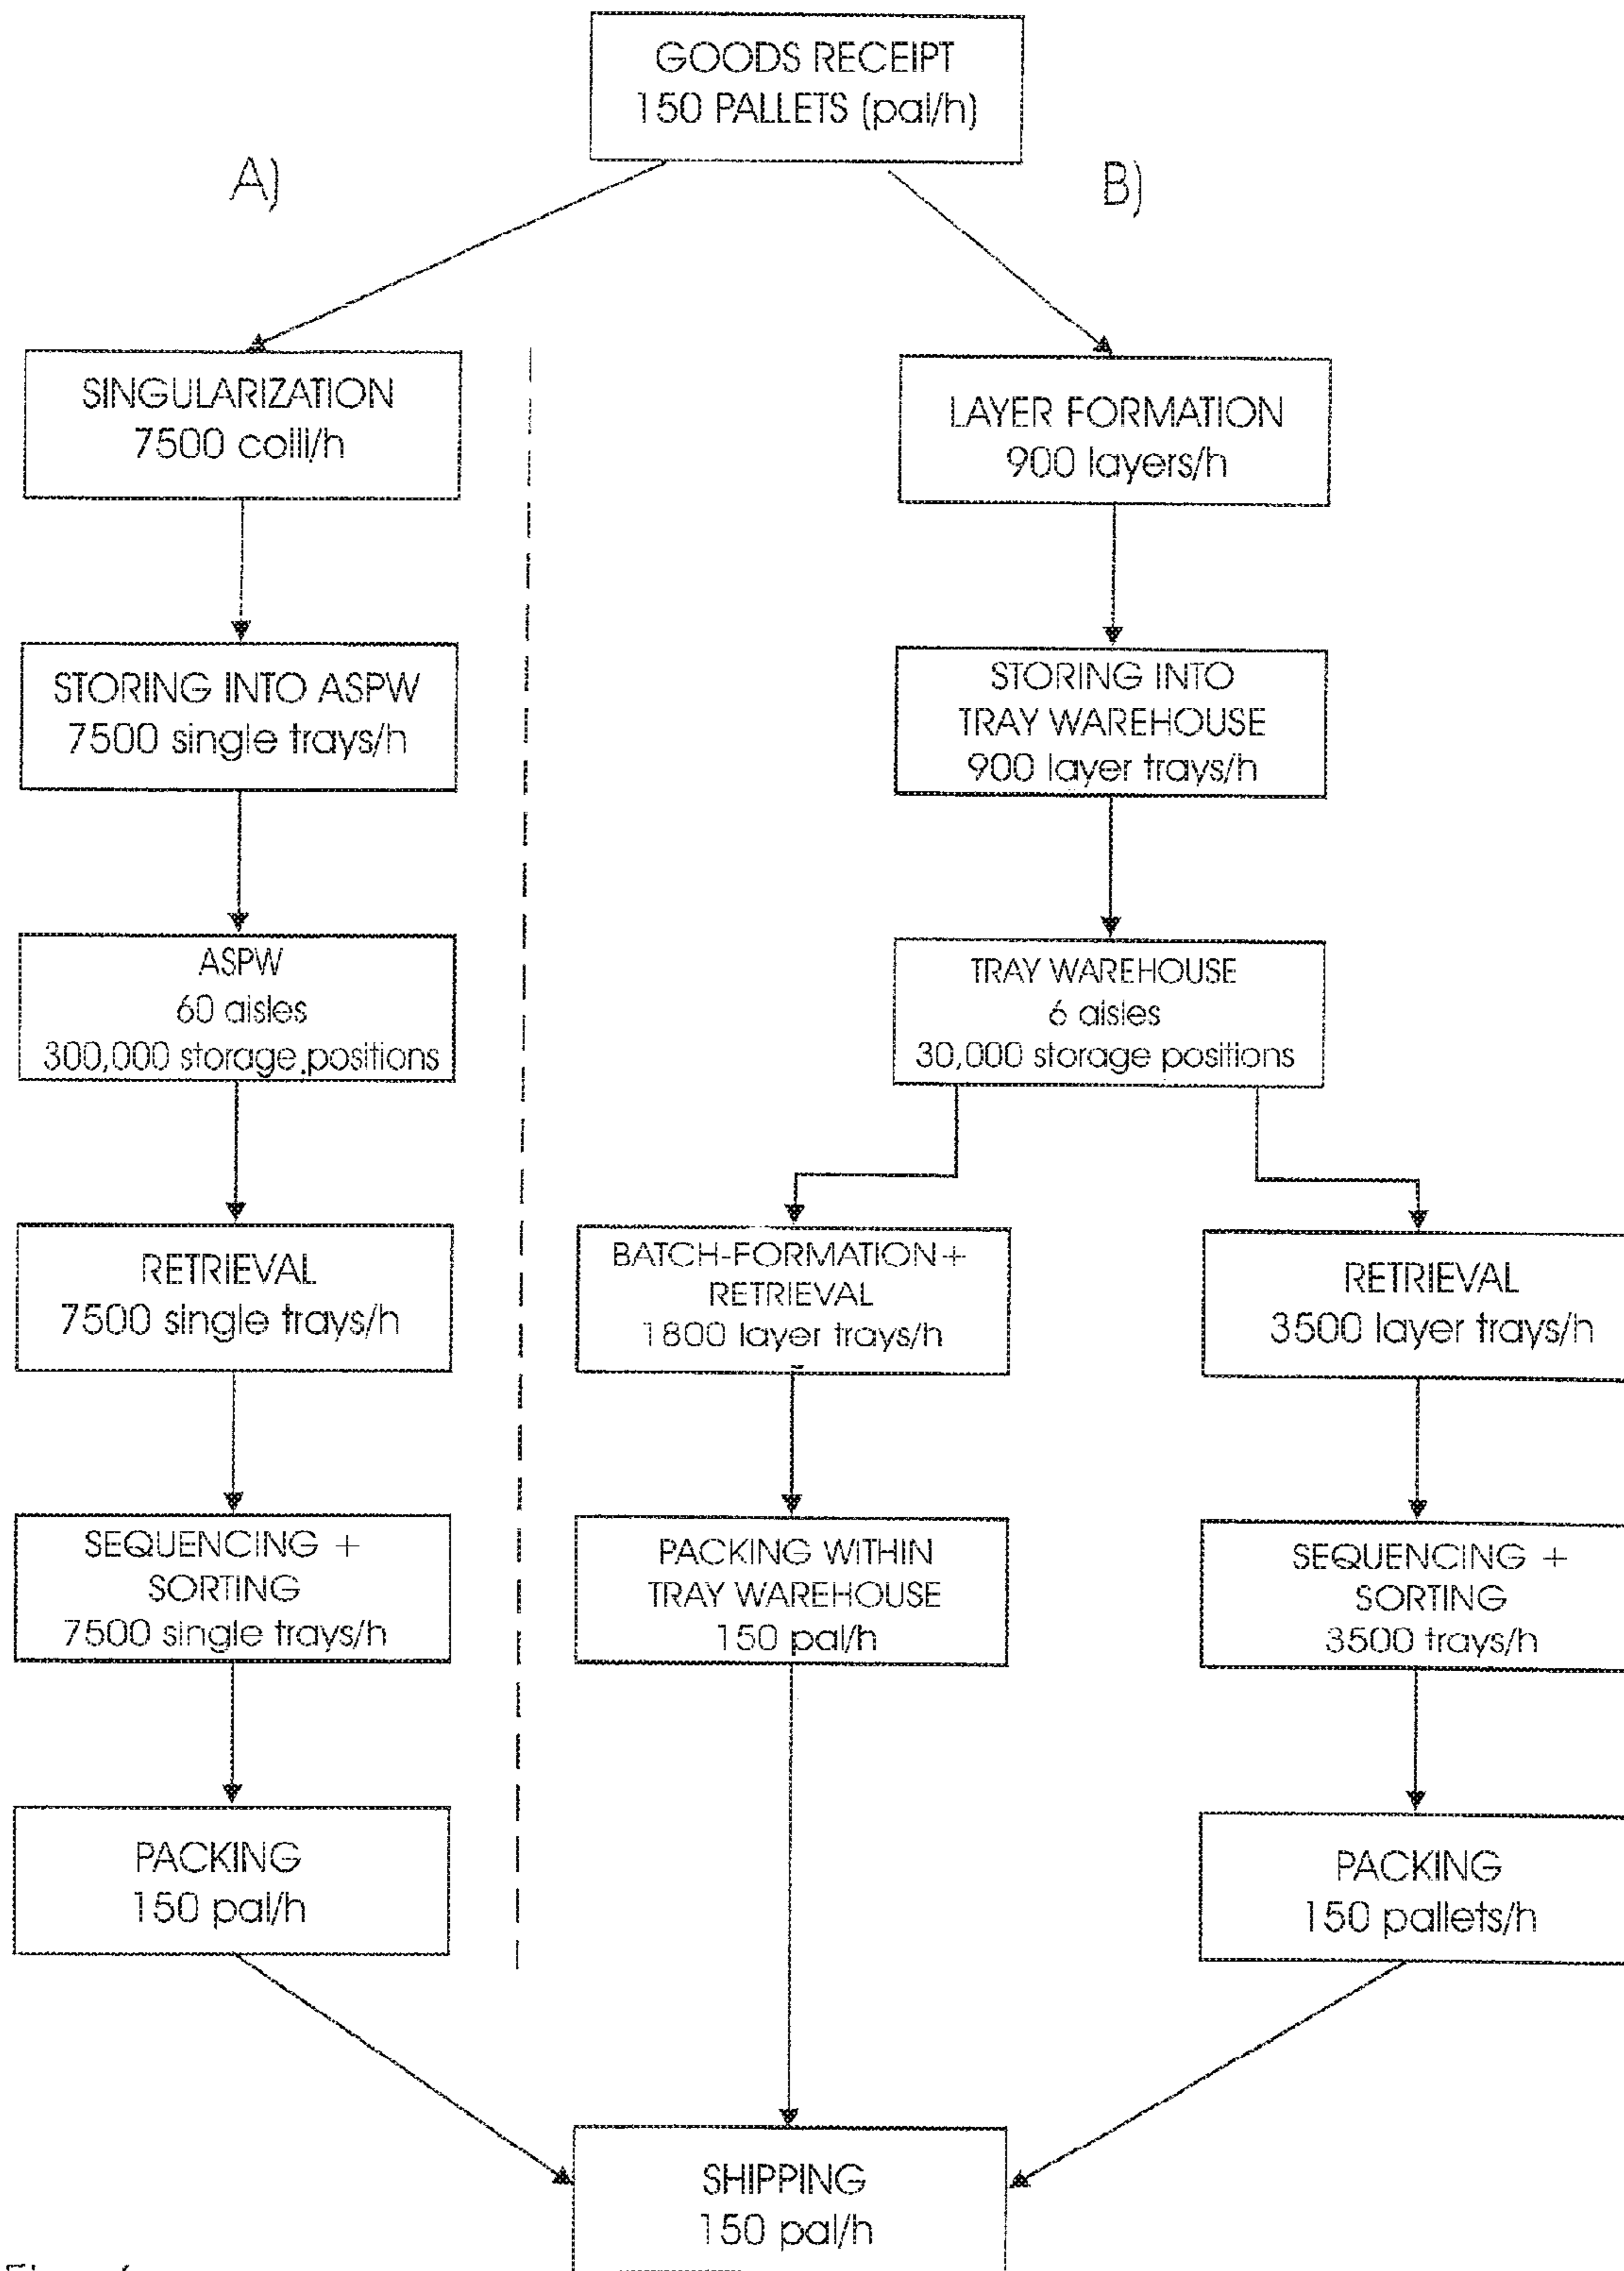 GOODS RECEIPT
150 PALLETS (pal/h)
A)
B)
SINGULARIZATION
7500 colli/h
LAYER FORMATION
900 layers/h
STORING INTO ASPW
7500 single trays/h
STORING INTO
TRAY WAREHOUSE
900 layer trays/h
ASPW
60 aisles
300,000 storage positions
TRAY WAREHOUSE
6 aisles
30,000 storage positions
RETRIEVAL
7500 single trays/h
BATCH-FORMATION+
RETRIEVAL
1800 layer trays/h
RETRIEVAL
3500 layer trays/h
SEQUENCING +
SORTING
7500 single trays/h
PACKING WITHIN
TRAY WAREHOUSE
150 pal/h
SEQUENCING +
SORTING
3500 trays/h
PACKING
150 pal/h
PACKING
150 pallets/h
SHIPPING
150 pal/h